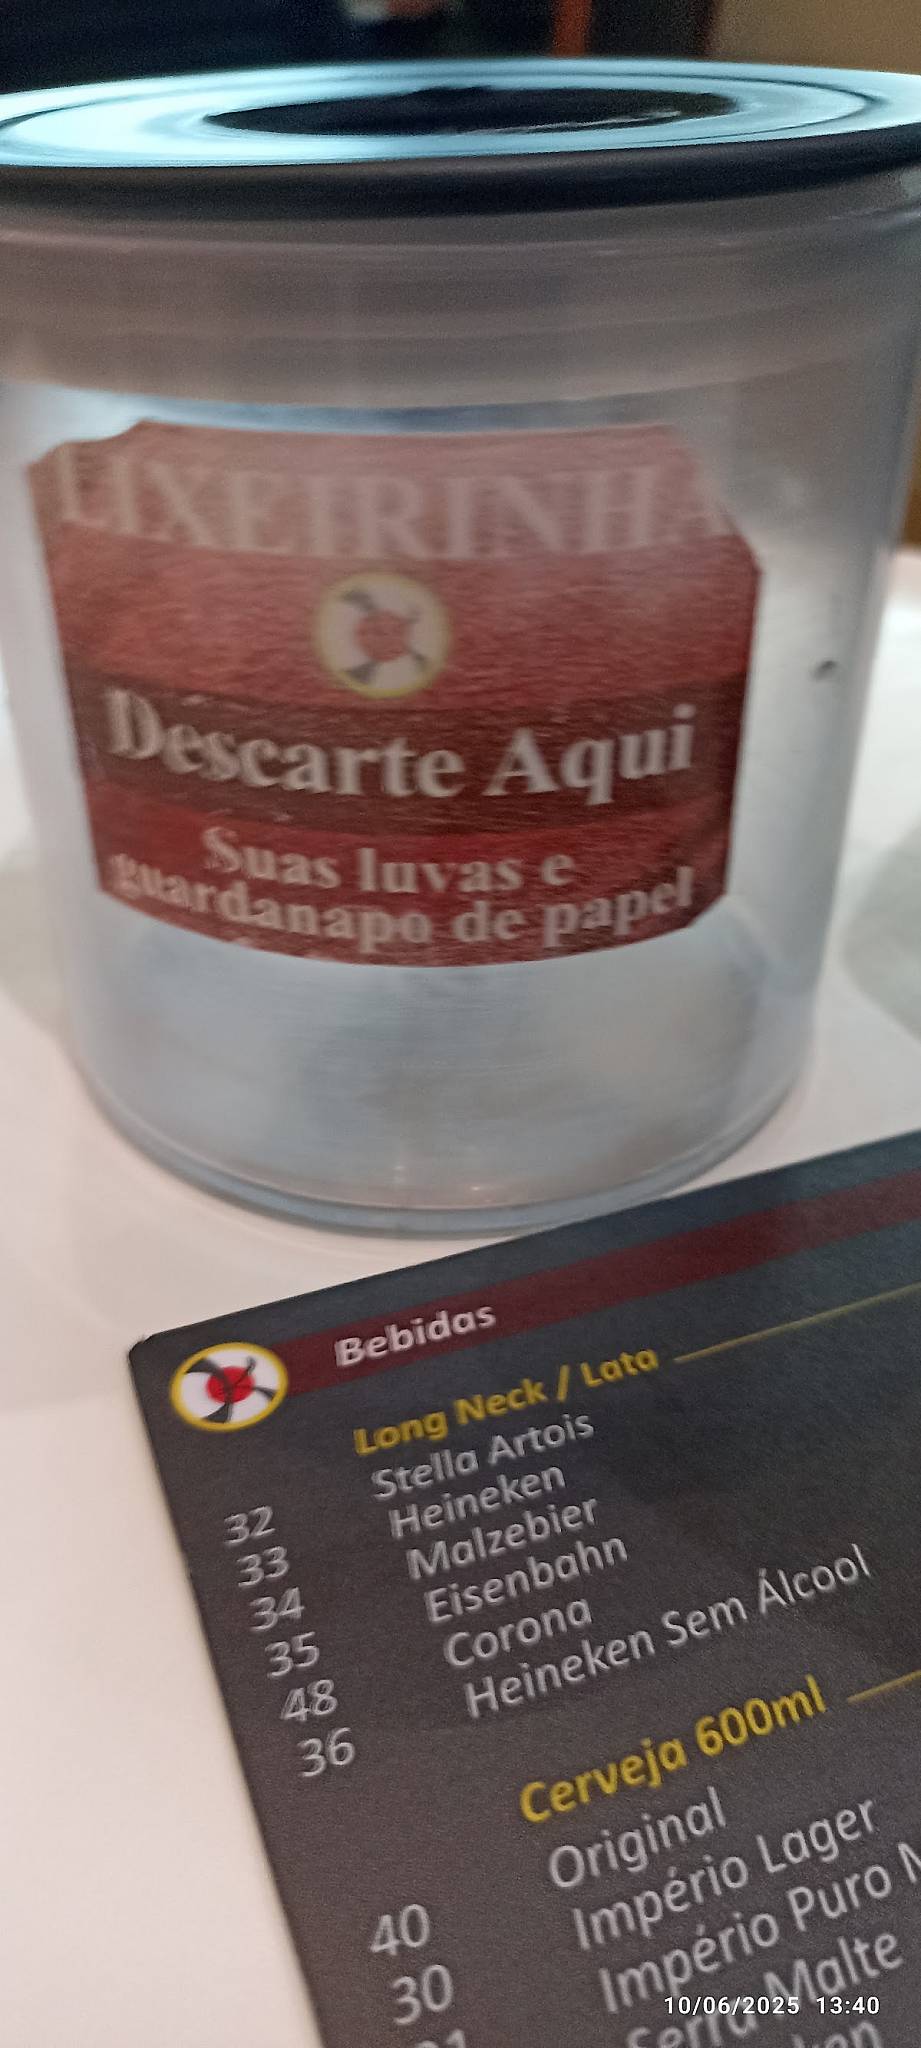 LIXEIRINHA
Descarte Aqui
Suas luvas e
guardanapo de papel
Bebidas
Long Neck / Lata
32 Stella Artois
33 Heineken
34 Malzebier
35 Eisenbahn
48 Corona
36 Heineken Sem Álcool
Cerveja 600ml
40 Original
30 Império Lager
Império Puro
Serra Malte
10/06/2025 13:40